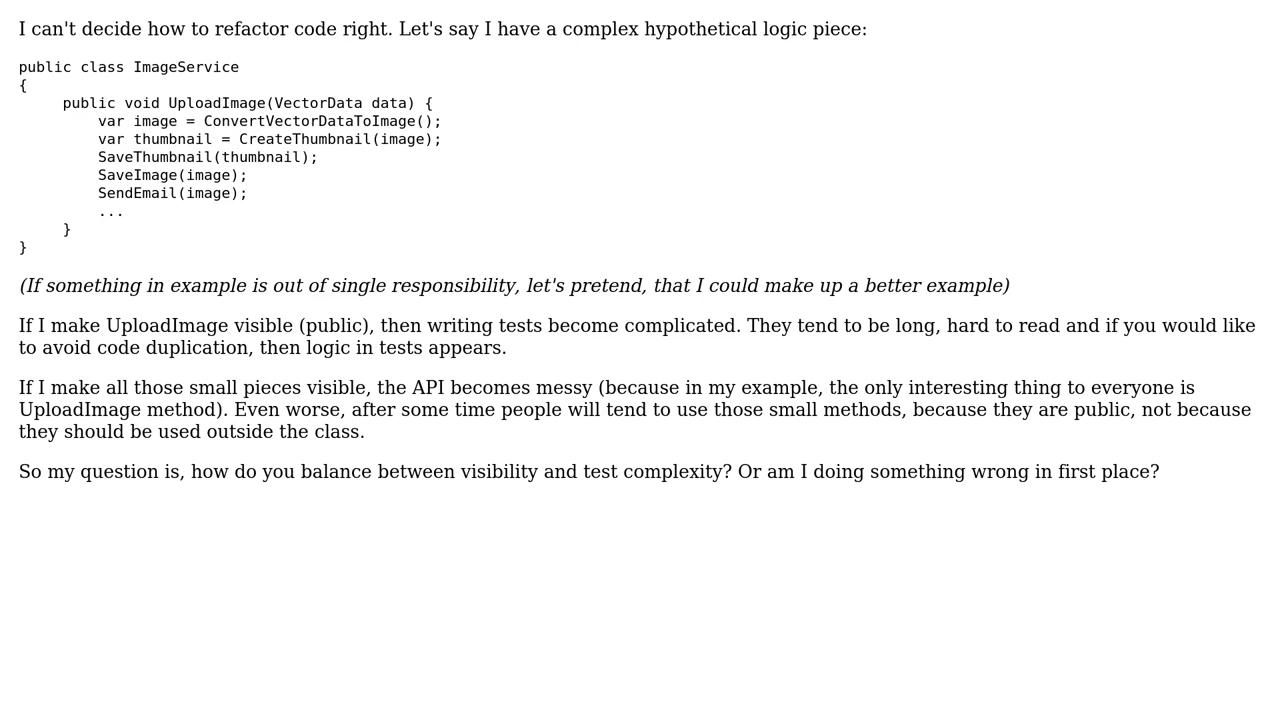 I can't decide how to refactor code right. Let's say I have a complex hypothetical logic piece:
public class ImageService
{
     public void UploadImage(VectorData data) {
         var image = ConvertVectorDataToImage();
         var thumbnail = CreateThumbnail(image);
         SaveThumbnail(thumbnail);
         SaveImage(image);
         SendEmail(image);
         ...
     }
}
(If something in example is out of single responsibility, let's pretend, that I could make up a better example)
If I make UploadImage visible (public), then writing tests become complicated. They tend to be long, hard to read and if you would like
to avoid code duplication, then logic in tests appears.
If I make all those small pieces visible, the API becomes messy (because in my example, the only interesting thing to everyone is
UploadImage method). Even worse, after some time people will tend to use those small methods, because they are public, not because
they should be used outside the class.
So my question is, how do you balance between visibility and test complexity? Or am I doing something wrong in first place?